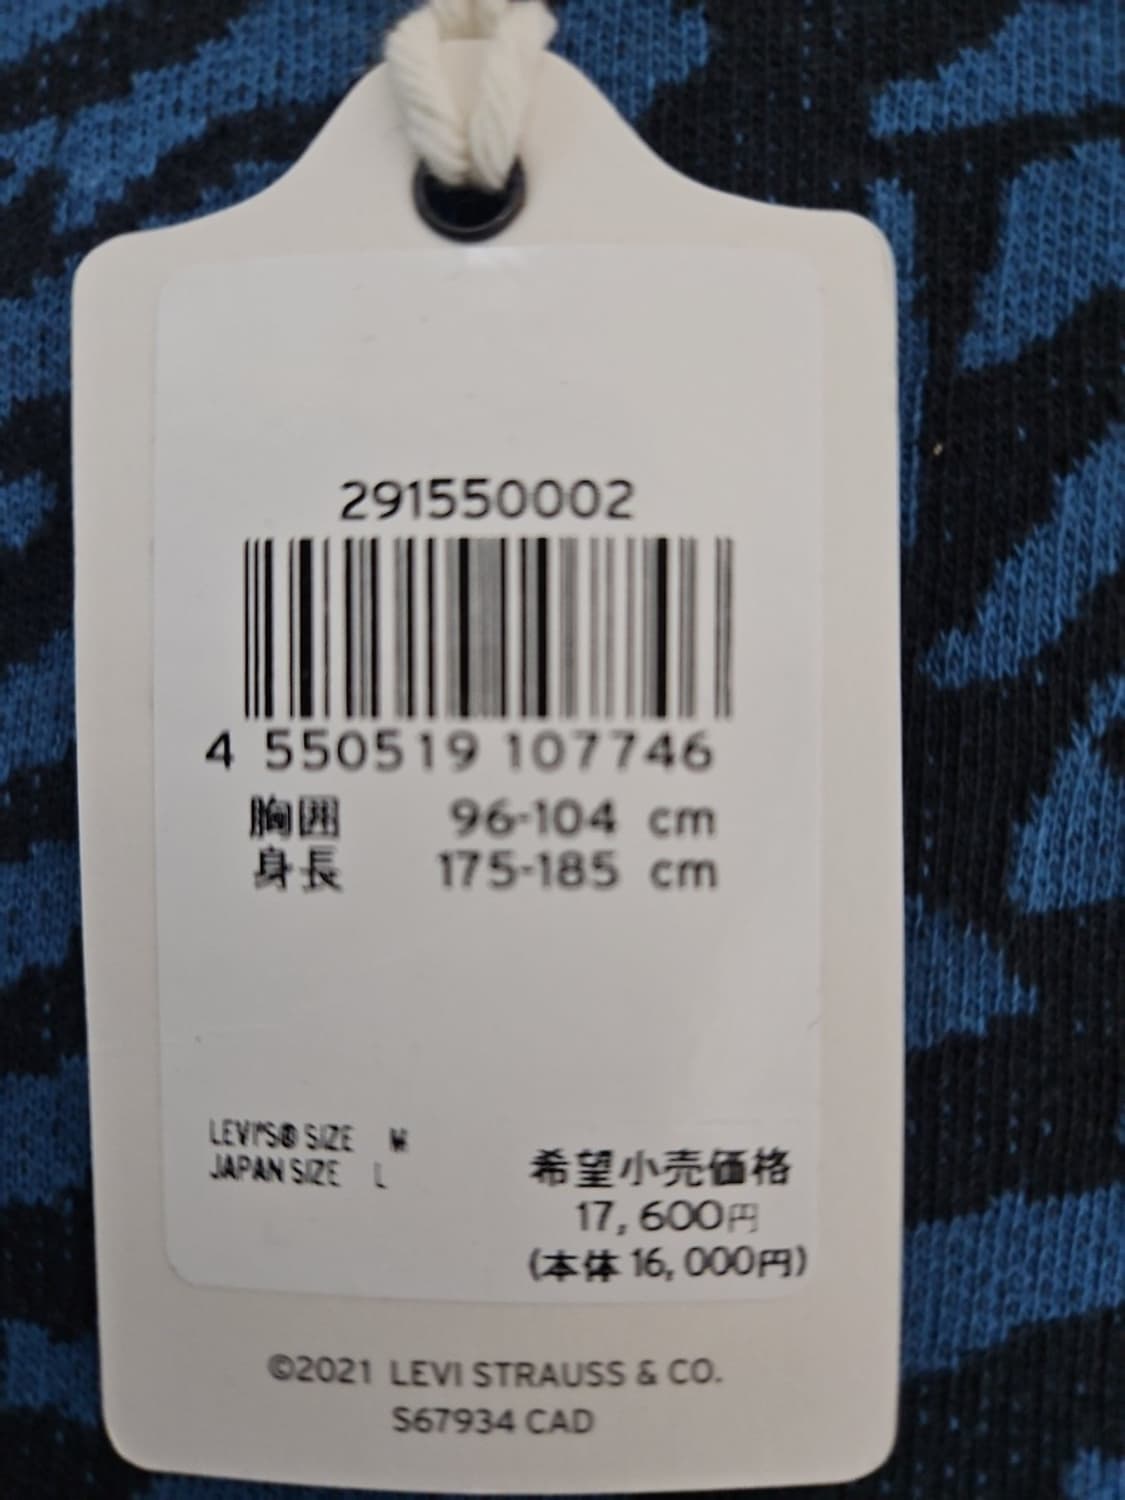 291550002
4 550519 107746
胸囲 96-104 cm
身長 175-185 cm
LEVI'S® SIZE M
JAPAN SIZE L
希望小売価格
17,600円
(本体16,000円)
©2021 LEVI STRAUSS & CO.
S67934 CAD